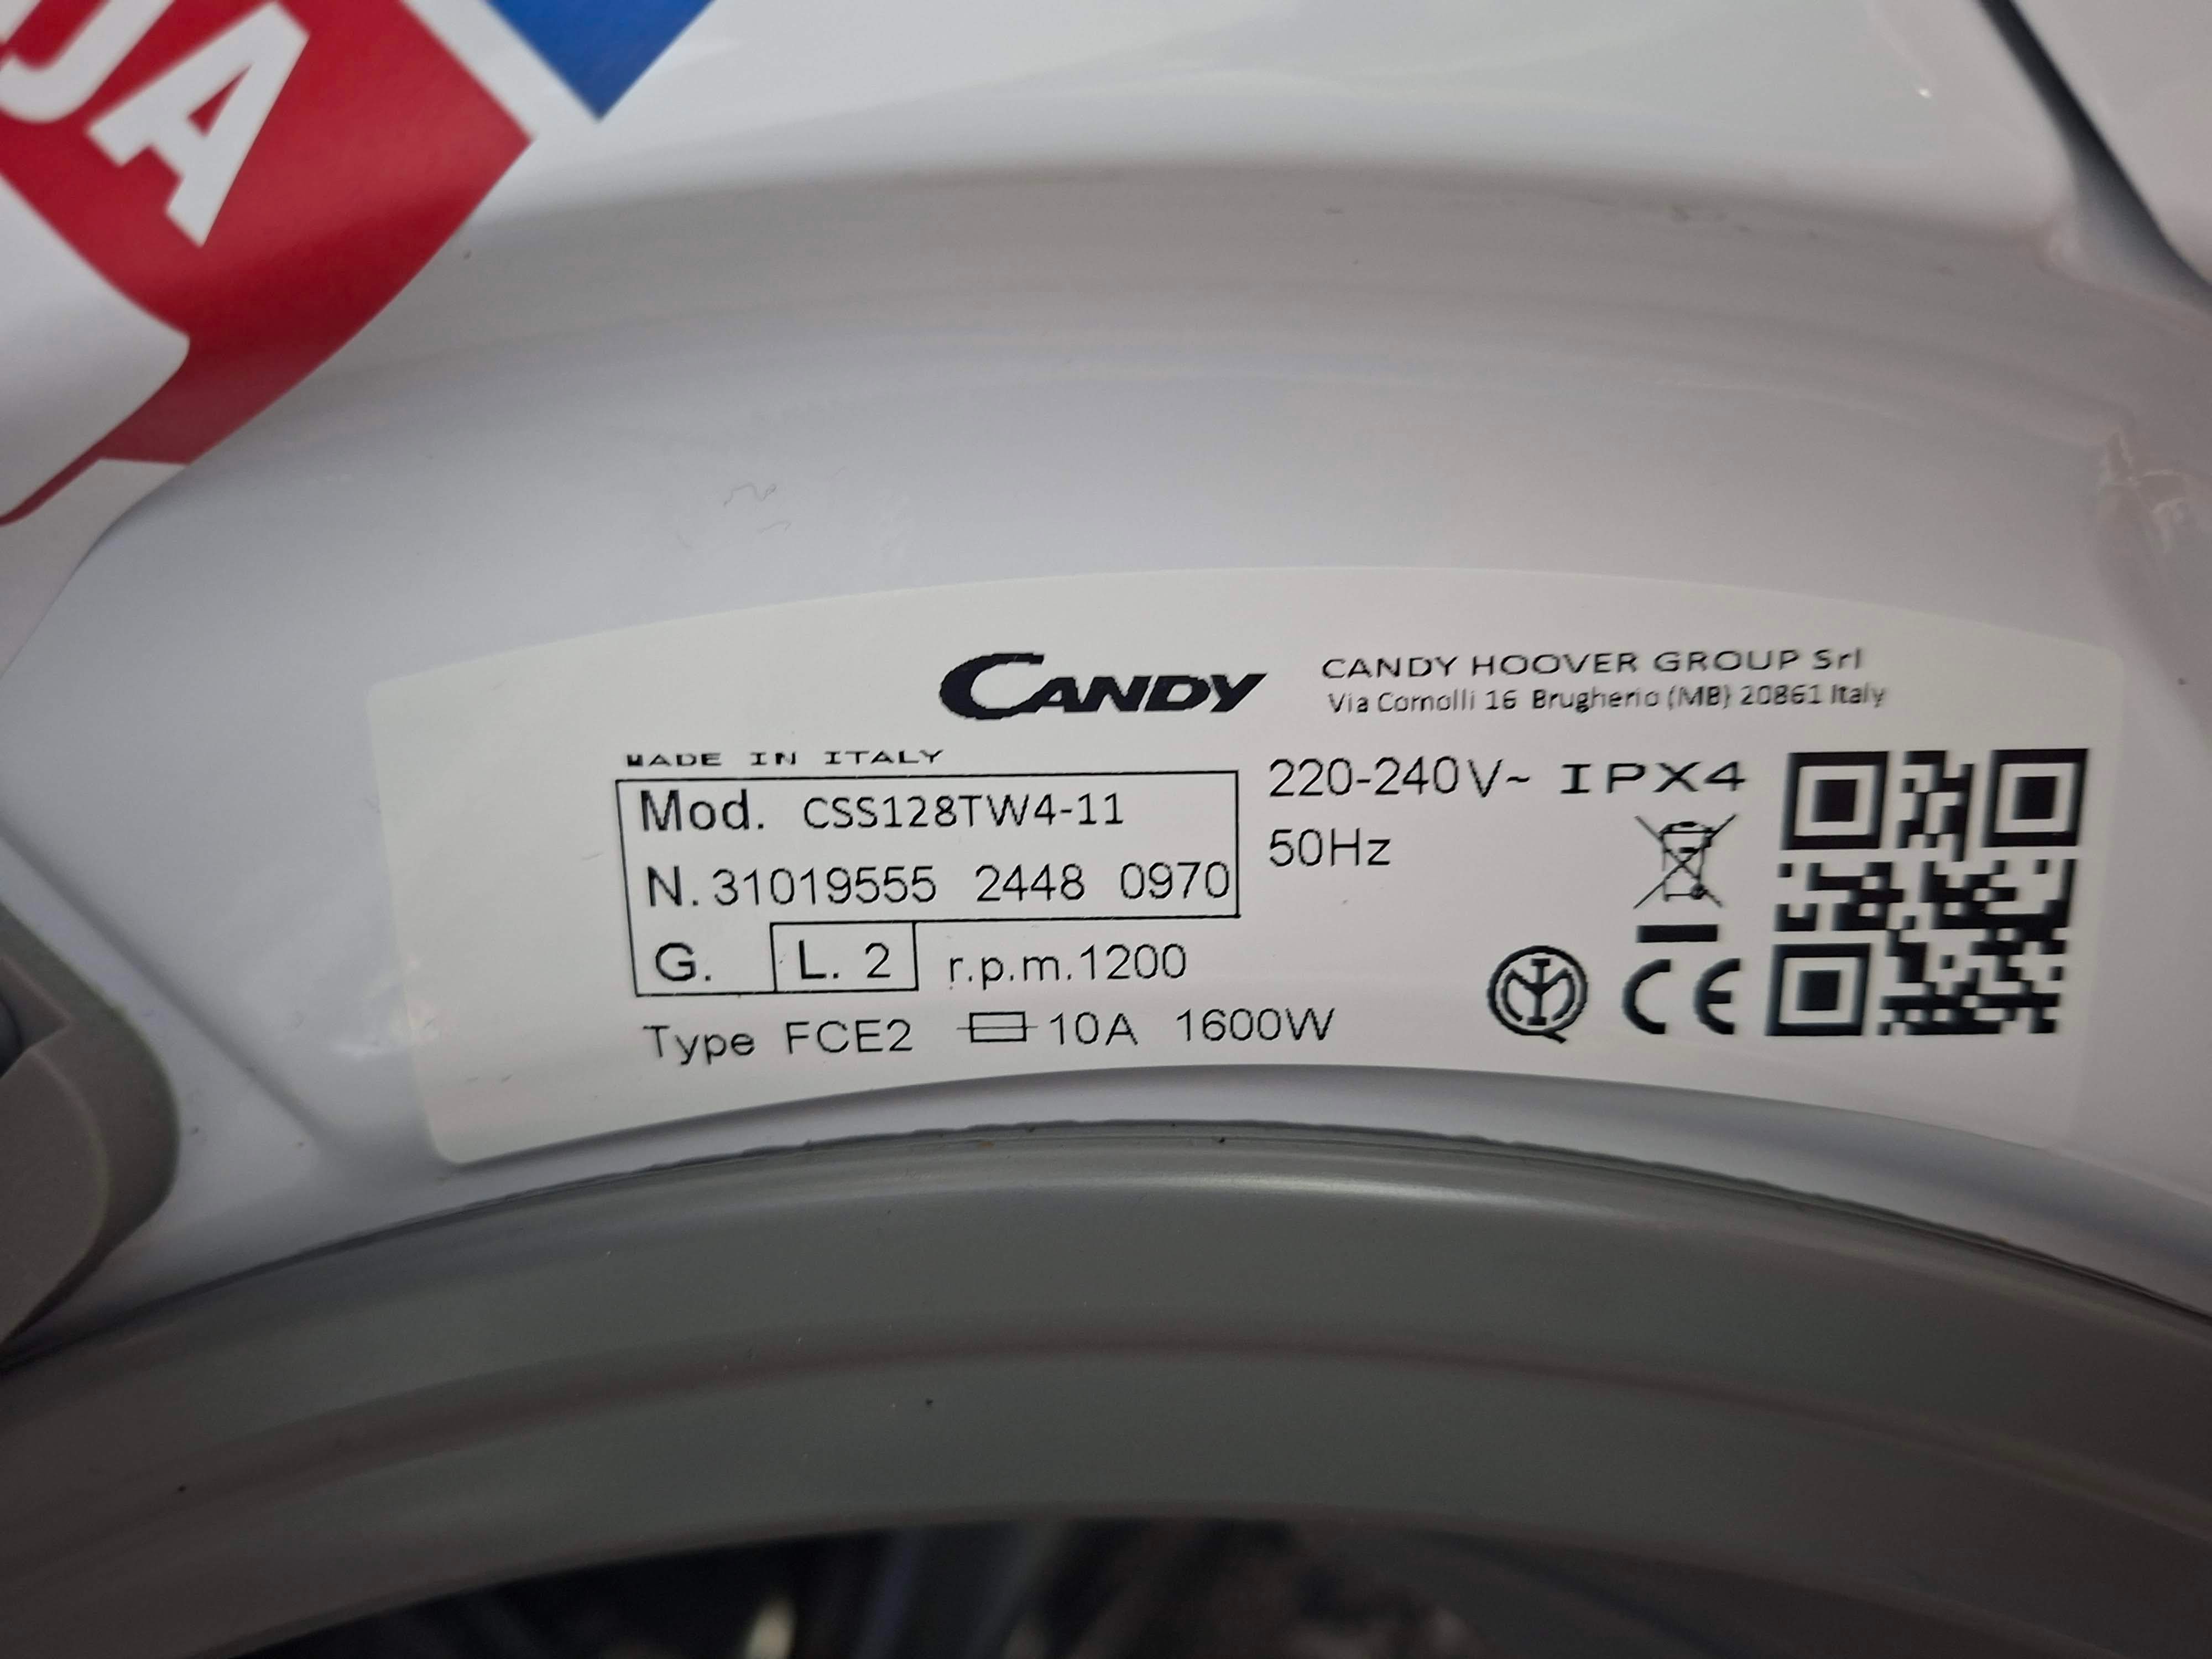 JA
CANDY
CANDY HOOVER GROUP Srl
Via Comolli 16 Brugherio (MB) 20861 Italy
MADE IN ITALY
Mod. CSS128TW4-11
N. 31019555 2448 0970
G. L. 2 r.p.m.1200
Type FCE2 10A 1600W
220-240V~ IPX4
50Hz
CE